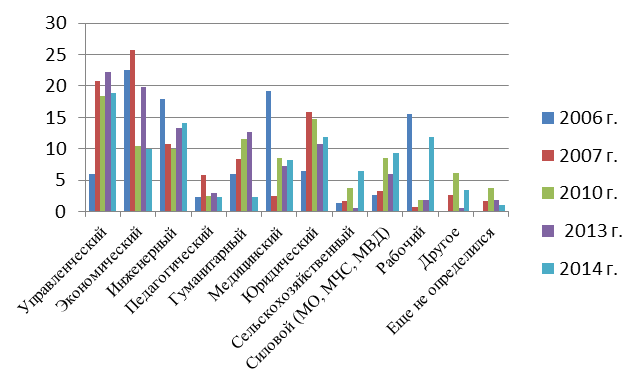 30
25
20
15
10
5
0
Управленческий
Экономический
Инженерный
Педагогический
Гуманитарный
Медицинский
Юридический
Сельскохозяйственный
Силовой (МО, МЧС, МВД)
Рабочий
Другое
Еще не определился
2006 г.
2007 г.
2010 г.
2013 г.
2014 г.